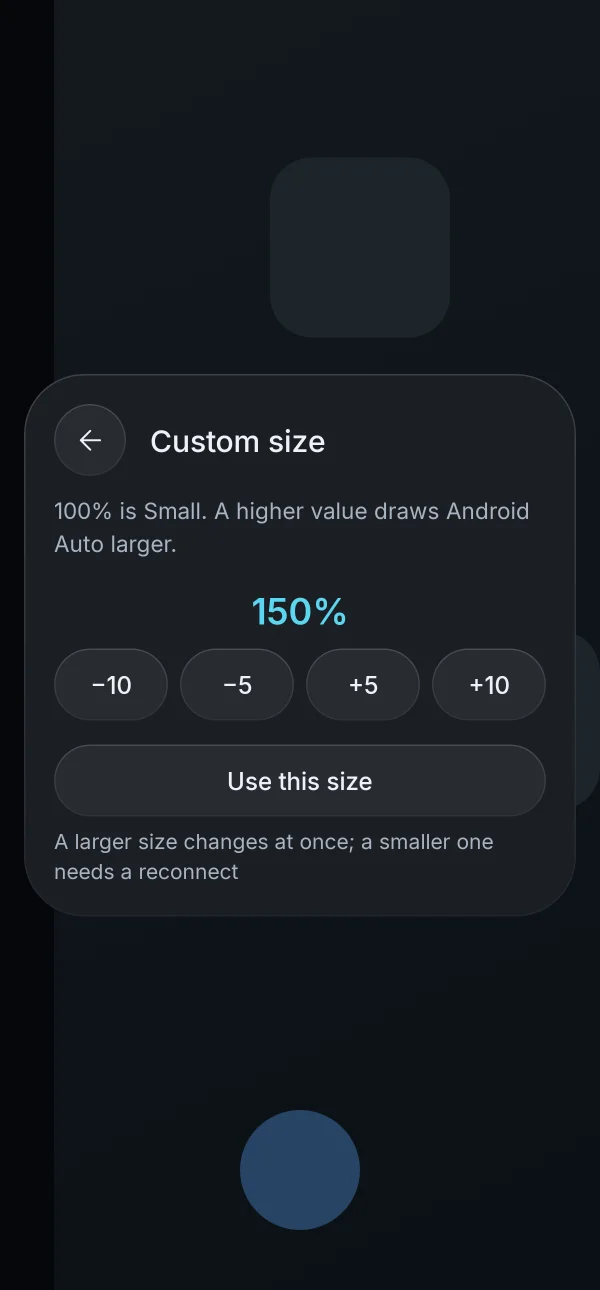 Custom size
100% is Small. A higher value draws Android
Auto larger.
150%
−10 −5 +5 +10
Use this size
A larger size changes at once; a smaller one
needs a reconnect